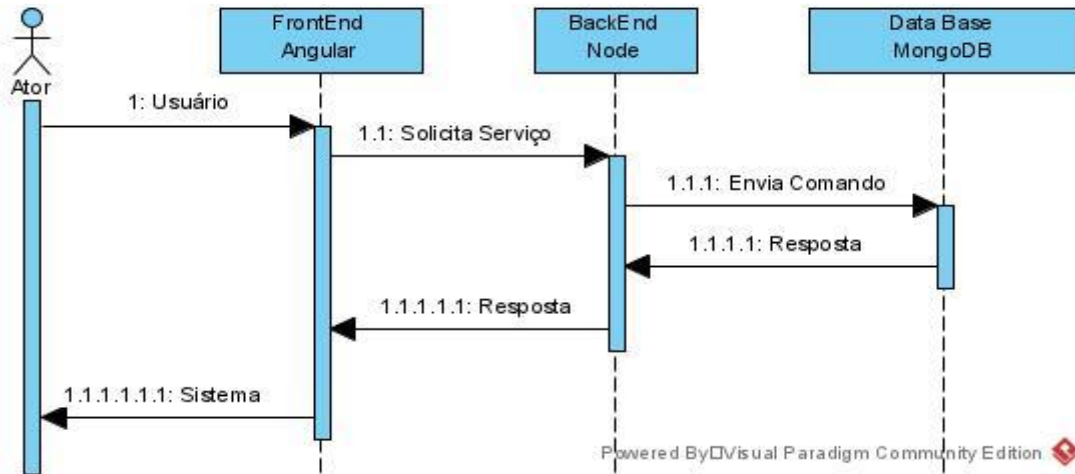 FrontEnd
Angular
BackEnd
Node
Data Base
MongoDB
Ator
1: Usuário
1.1: Solicita Serviço
1.1.1: Envia Comando
1.1.1.1: Resposta
1.1.1.1.1: Resposta
1.1.1.1.1.1: Sistema
Powered By□Visual Paradigm Community Edition